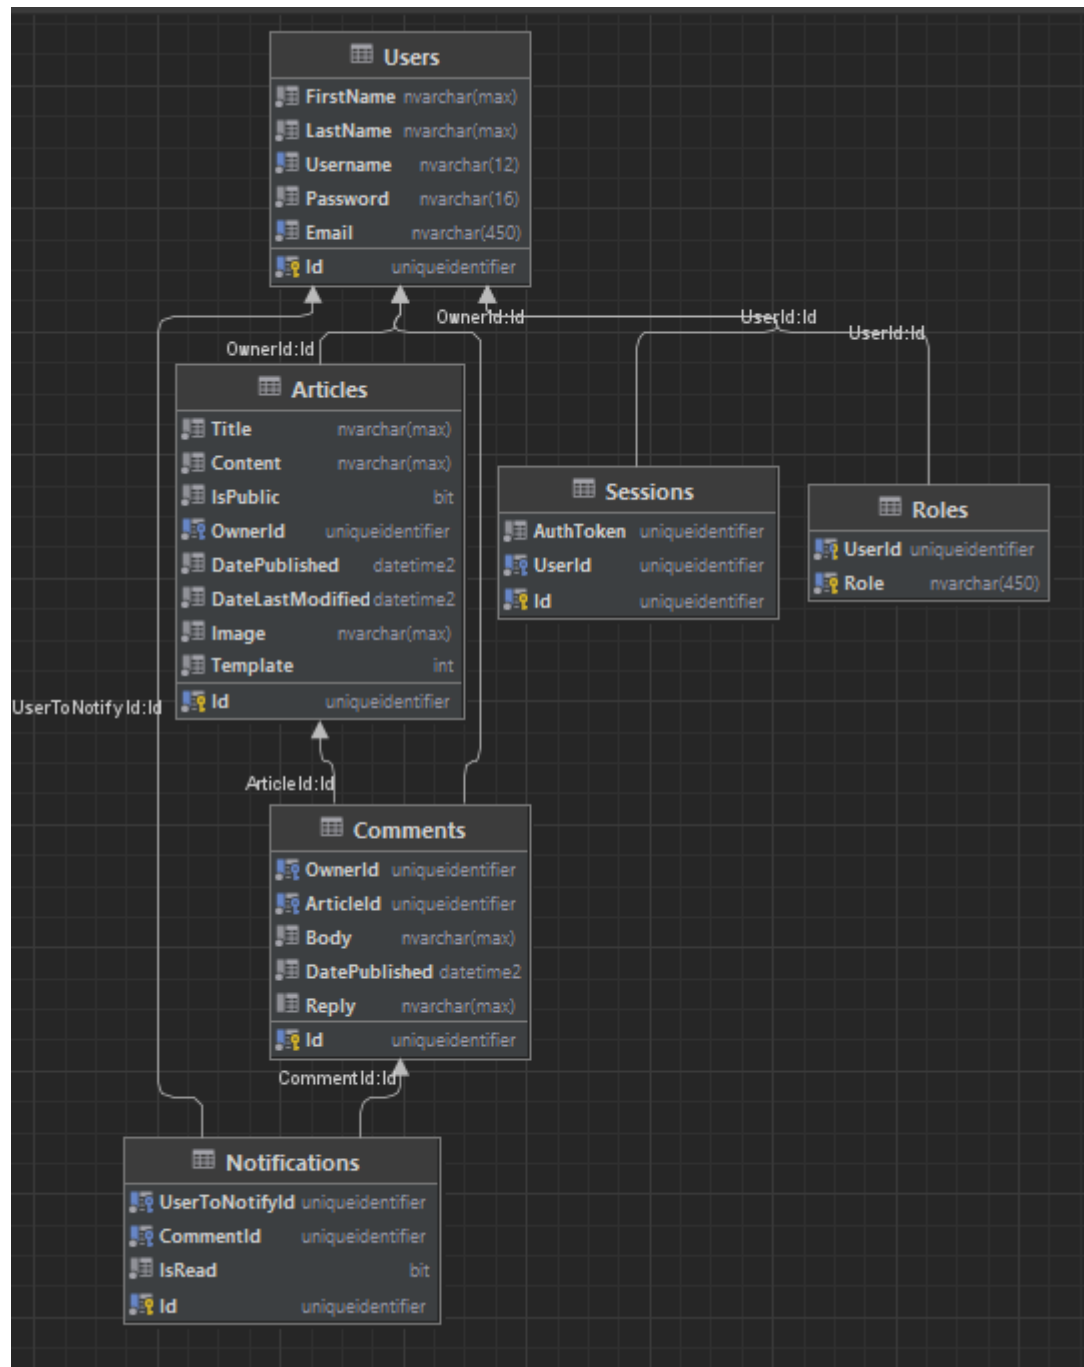 Users
FirstName nvarchar(max)
LastName nvarchar(max)
Username nvarchar(12)
Password nvarchar(16)
Email nvarchar(450)
Id uniqueidentifier
OwnerId:Id
UserId:Id
UserId:Id
OwnerId:Id
Articles
Title nvarchar(max)
Content nvarchar(max)
IsPublic bit
OwnerId uniqueidentifier
DatePublished datetime2
DateLastModified datetime2
Image nvarchar(max)
Template int
Id uniqueidentifier
Sessions
AuthToken uniqueidentifier
UserId uniqueidentifier
Id uniqueidentifier
Roles
UserId uniqueidentifier
Role nvarchar(450)
UserToNotifyId:Id
ArticleId:Id
Comments
OwnerId uniqueidentifier
ArticleId uniqueidentifier
Body nvarchar(max)
DatePublished datetime2
Reply nvarchar(max)
Id uniqueidentifier
CommentId:Id
Notifications
UserToNotifyId uniqueidentifier
CommentId uniqueidentifier
IsRead bit
Id uniqueidentifier